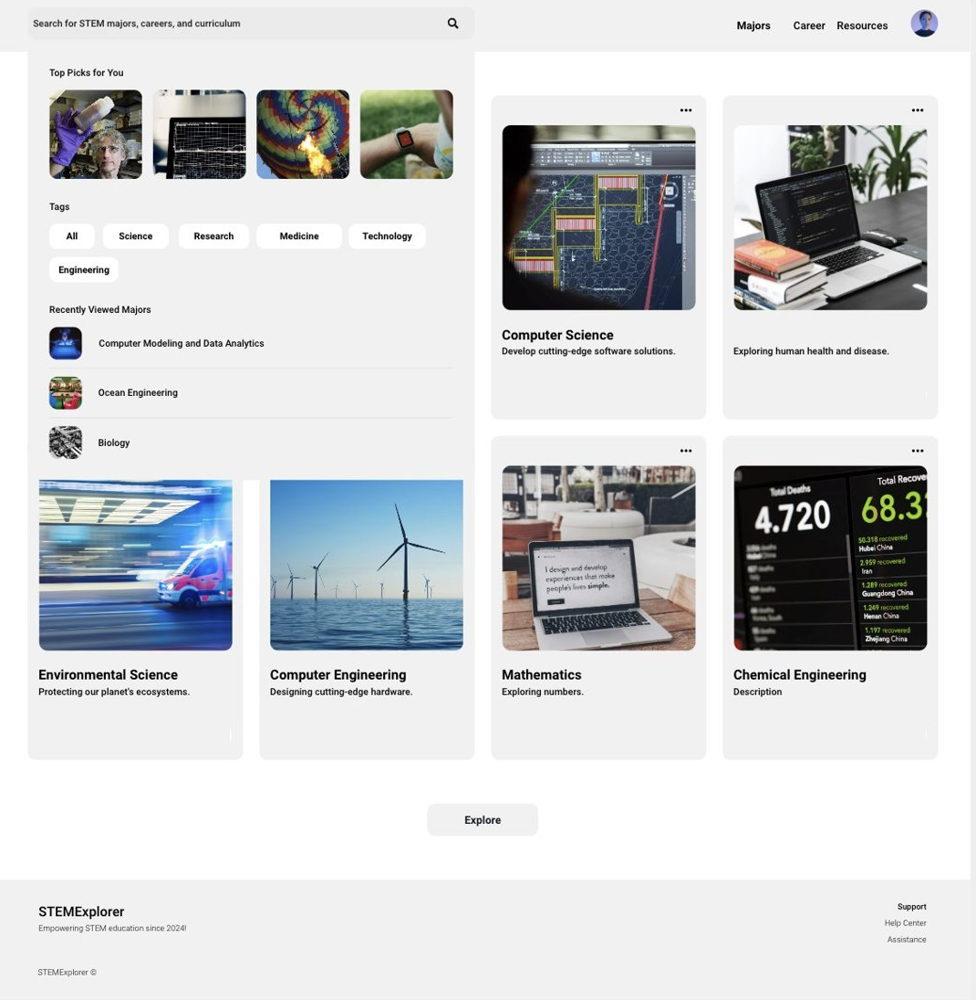 Search for STEM majors, careers, and curriculum
Majors
Career
Resources
Top Picks for You
Tags
All
Science
Research
Medicine
Technology
Engineering
Recently Viewed Majors
Computer Modeling and Data Analytics
Ocean Engineering
Biology
Computer Science
Develop cutting-edge software solutions.
Exploring human health and disease.
I design and develop
experiences that make
people's lives simple.
Total Deaths
4.720
Total Recove
68.3
50.318 recovered
Hubei China
2.959 recovered
Iran
1.289 recovered
Guangdong China
1.249 recovered
Henan China
1.197 recovered
Zhejiang China
Environmental Science
Protecting our planet's ecosystems.
Computer Engineering
Designing cutting-edge hardware.
Mathematics
Exploring numbers.
Chemical Engineering
Description
Explore
STEMExplorer
Empowering STEM education since 2024!
STEMExplorer ©
Support
Help Center
Assistance